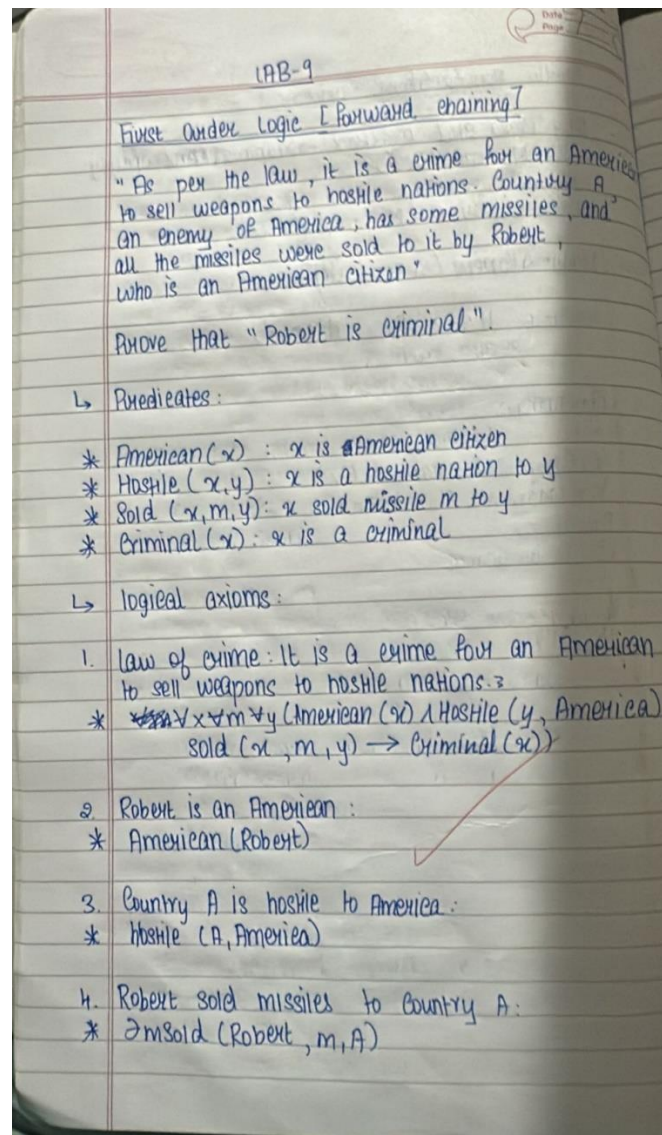 Date
Page
LAB-9
First Order Logic [Forward chaining]
"As per the law, it is a crime for an America
to sell weapons to hostile nations. Country A,
an enemy of America, has some missiles, and
all the missiles were sold to it by Robert,
who is an American citizen"
Prove that "Robert is criminal".
↳ Predicates:
* American(x) : x is American citizen
* Hostile (x,y) : x is a hostile nation to y
* Sold (x,m,y): x sold missile m to y
* Criminal(x): x is a criminal
↳ logical axioms:
1. Law of crime: It is a crime for an American
to sell weapons to hostile nations.
* ∀x∀m∀y (American (x) ∧ Hostile (y, America)
sold (x, m, y) → Criminal (x))
2. Robert is an American :
* American (Robert)
3. Country A is hostile to America:
* Hostile (A, America)
4. Robert sold missiles to Country A:
* ∃mSold (Robert, m, A)